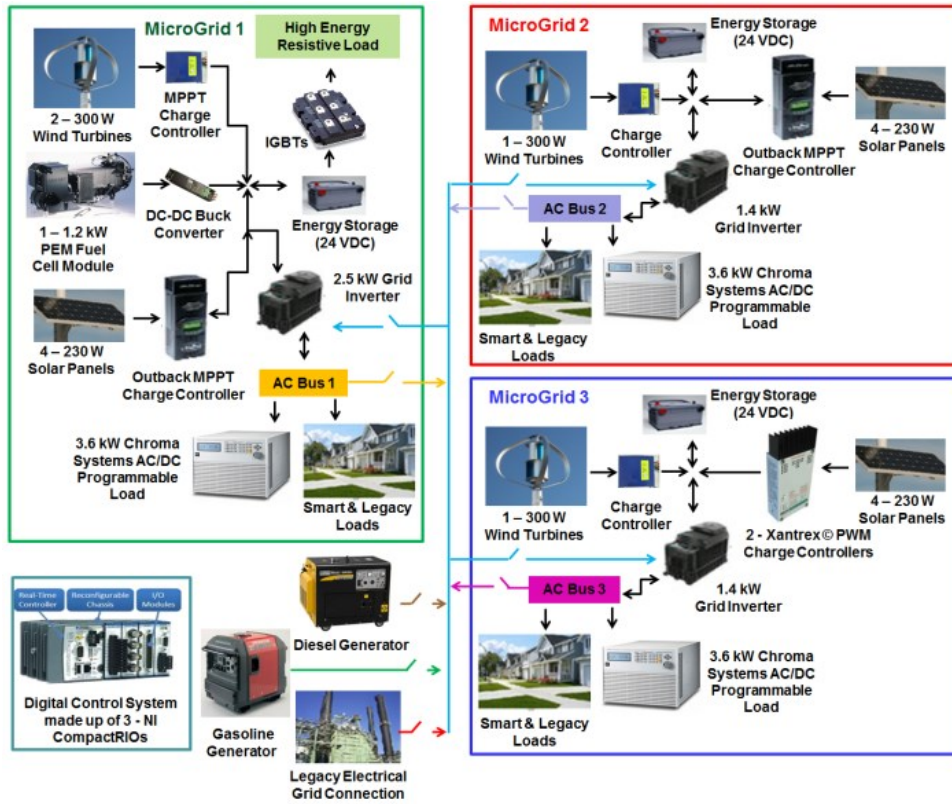 MicroGrid 1
High Energy
Resistive Load
2 – 300 W
Wind Turbines
MPPT
Charge
Controller
IGBTs
1 – 1.2 kW
PEM Fuel
Cell Module
DC-DC Buck
Converter
Energy Storage
(24 VDC)
2.5 kW Grid
Inverter
4 – 230 W
Solar Panels
Outback MPPT
Charge Controller
AC Bus 1
3.6 kW Chroma
Systems AC/DC
Programmable
Load
Smart & Legacy
Loads
MicroGrid 2
Energy Storage
(24 VDC)
1 – 300 W
Wind Turbines
Charge
Controller
Outback MPPT
Charge Controller
4 – 230 W
Solar Panels
AC Bus 2
1.4 kW
Grid Inverter
Smart & Legacy
Loads
3.6 kW Chroma
Systems AC/DC
Programmable
Load
MicroGrid 3
Energy Storage
(24 VDC)
1 – 300 W
Wind Turbines
Charge
Controller
2 - Xantrex © PWM
Charge Controllers
4 – 230 W
Solar Panels
AC Bus 3
1.4 kW
Grid Inverter
Smart & Legacy
Loads
3.6 kW Chroma
Systems AC/DC
Programmable
Load
Real-Time
Controller
Reconfigurable
Chassis
I/O
Modules
Digital Control System
made up of 3 - NI
CompactRIOs
Diesel Generator
Gasoline
Generator
Legacy Electrical
Grid Connection